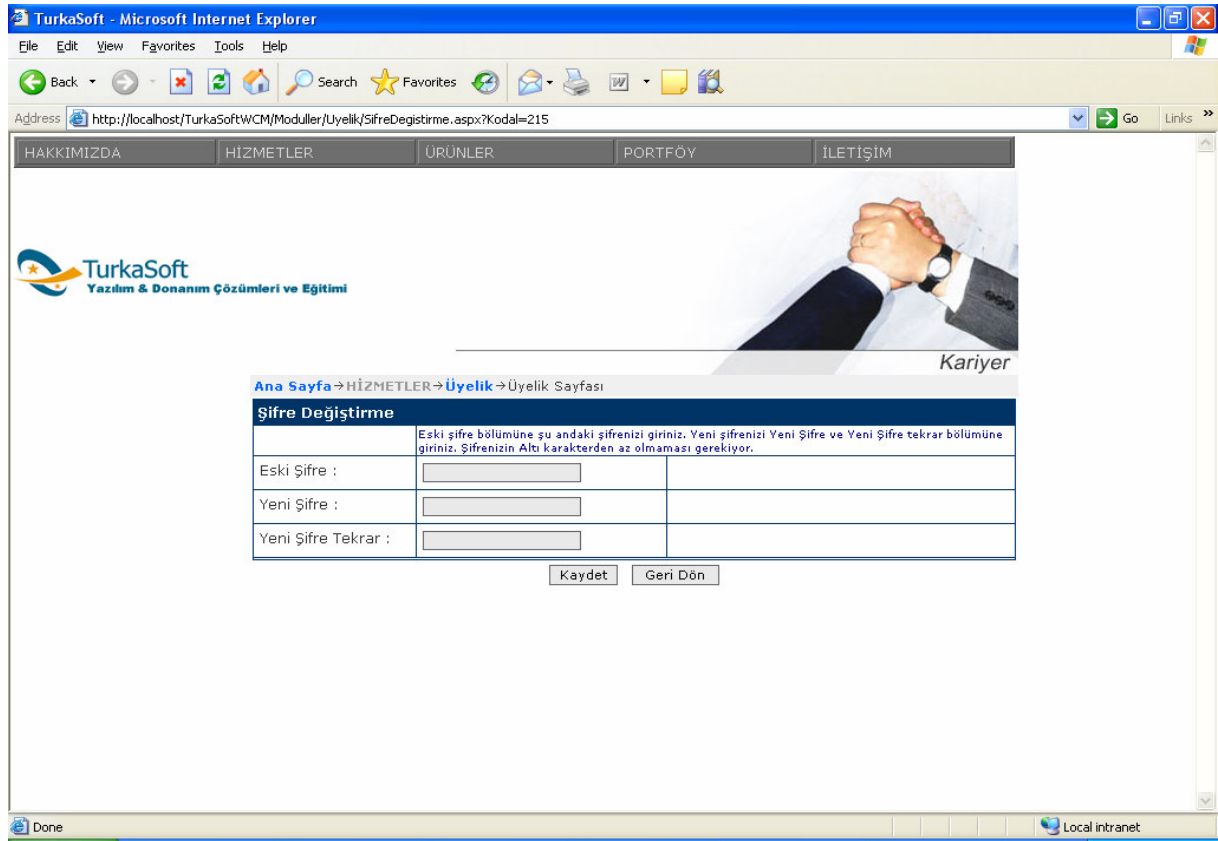 TurkaSoft - Microsoft Internet Explorer
File Edit View Favorites Tools Help
Back Search Favorites
Address http://localhost/TurkaSoftWCM/Moduller/Uyelik/SifreDegistirme.aspx?Kodal=215 Go Links »
HAKKIMIZDA HİZMETLER ÜRÜNLER PORTFÖY İLETİŞİM
TurkaSoft
Yazılım & Donanım Çözümleri ve Eğitimi
Kariyer
Ana Sayfa→HİZMETLER→Üyelik→Üyelik Sayfası
Şifre Değiştirme
Eski şifre bölümüne şu andaki şifrenizi giriniz. Yeni şifrenizi Yeni Şifre ve Yeni Şifre tekrar bölümüne
giriniz. Şifrenizin Altı karakterden az olmaması gerekiyor.
Eski Şifre :
Yeni Şifre :
Yeni Şifre Tekrar :
Kaydet Geri Dön
Done Local intranet